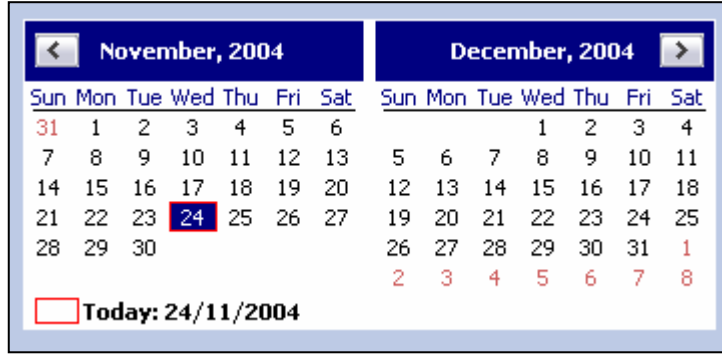 November, 2004 December, 2004
Sun Mon Tue Wed Thu Fri Sat Sun Mon Tue Wed Thu Fri Sat
31 1 2 3 4 5 6 1 2 3 4
7 8 9 10 11 12 13 5 6 7 8 9 10 11
14 15 16 17 18 19 20 12 13 14 15 16 17 18
21 22 23 24 25 26 27 19 20 21 22 23 24 25
28 29 30 26 27 28 29 30 31 1
2 3 4 5 6 7 8
Today: 24/11/2004